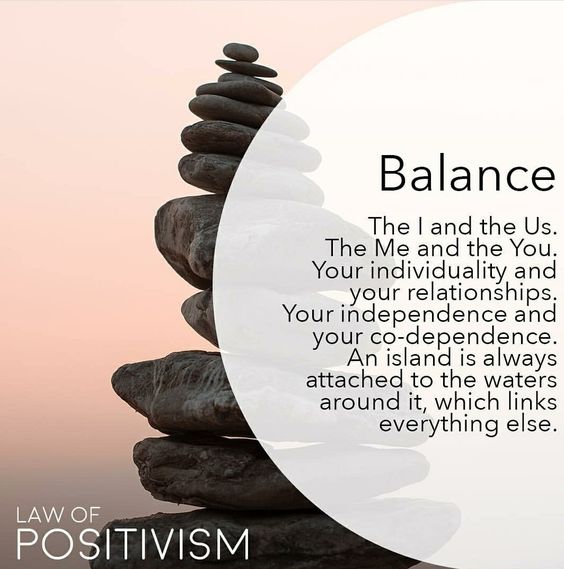 Balance
The I and the Us.
The Me and the You.
Your individuality and
your relationships.
Your independence and
your co-dependence.
An island is always
attached to the waters
around it, which links
everything else.
LAW OF
POSITIVISM